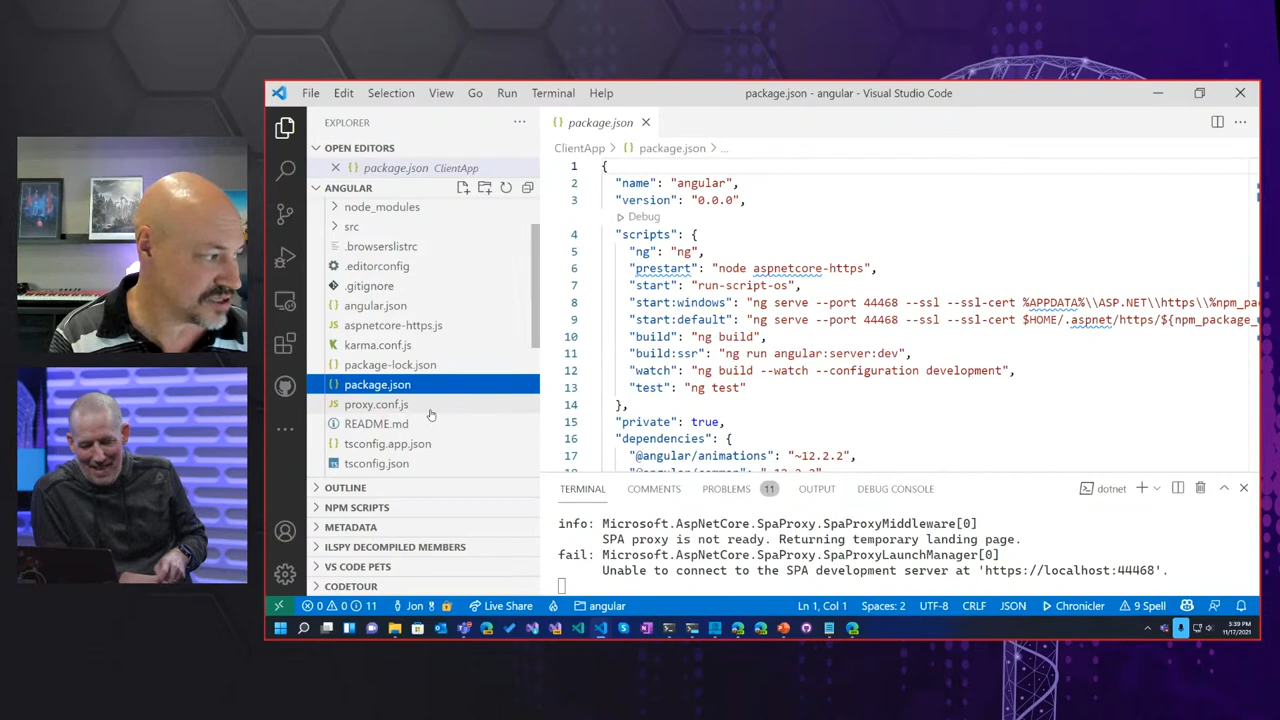 File Edit Selection View Go Run Terminal Help
package.json - angular - Visual Studio Code
EXPLORER
OPEN EDITORS
package.json ClientApp
ANGULAR
node_modules
src
.browserslistrc
.editorconfig
.gitignore
angular.json
aspnetcore-https.js
karma.conf.js
package-lock.json
package.json
proxy.conf.js
README.md
tsconfig.app.json
tsconfig.json
OUTLINE
NPM SCRIPTS
METADATA
ILSPY DECOMPILED MEMBERS
VS CODE PETS
CODETOUR
package.json
ClientApp > package.json > ...
1 {
2 "name": "angular",
3 "version": "0.0.0",
Debug
4 "scripts": {
5 "ng": "ng",
6 "prestart": "node aspnetcore-https",
7 "start": "run-script-os",
8 "start:windows": "ng serve --port 44468 --ssl --ssl-cert %APPDATA%\\ASP.NET\\https\\%npm_pa
9 "start:default": "ng serve --port 44468 --ssl --ssl-cert $HOME/.aspnet/https/${npm_package_
10 "build": "ng build",
11 "build:ssr": "ng run angular:server:dev",
12 "watch": "ng build --watch --configuration development",
13 "test": "ng test"
14 },
15 "private": true,
16 "dependencies": {
17 "@angular/animations": "~12.2.2",
TERMINAL COMMENTS PROBLEMS 11 OUTPUT DEBUG CONSOLE
dotnet
info: Microsoft.AspNetCore.SpaProxy.SpaProxyMiddleware[0]
SPA proxy is not ready. Returning temporary landing page.
fail: Microsoft.AspNetCore.SpaProxy.SpaProxyLaunchManager[0]
Unable to connect to the SPA development server at 'https://localhost:44468'.
0 0 11 Jon Live Share angular
Ln 1, Col 1 Spaces: 2 UTF-8 CRLF JSON Chronicler 9 Spell
3:39 PM
11/17/2021